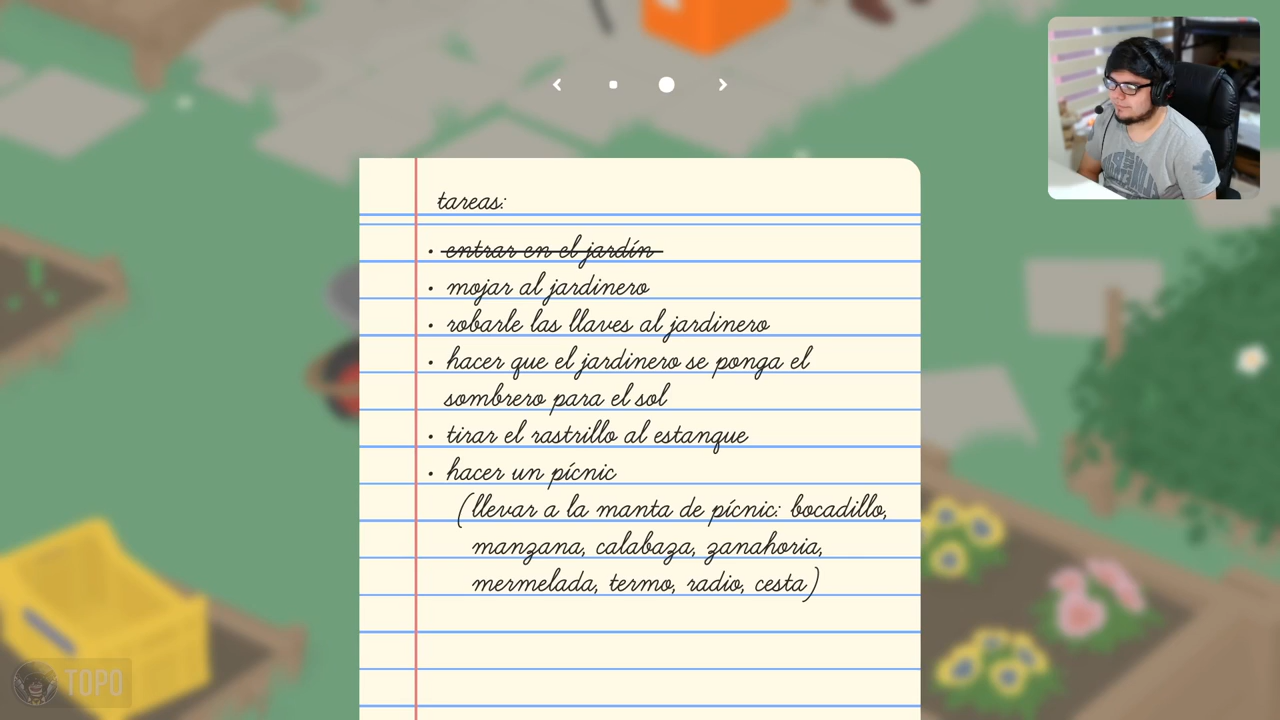 tareas:
• entrar en el jardín
• mojar al jardinero
• robarle las llaves al jardinero
• hacer que el jardinero se ponga el
sombrero para el sol
• tirar el rastrillo al estanque
• hacer un pícnic
(llevar a la manta de pícnic: bocadillo,
manzana, calabaza, zanahoria,
mermelada, termo, radio, cesta)
TOPO